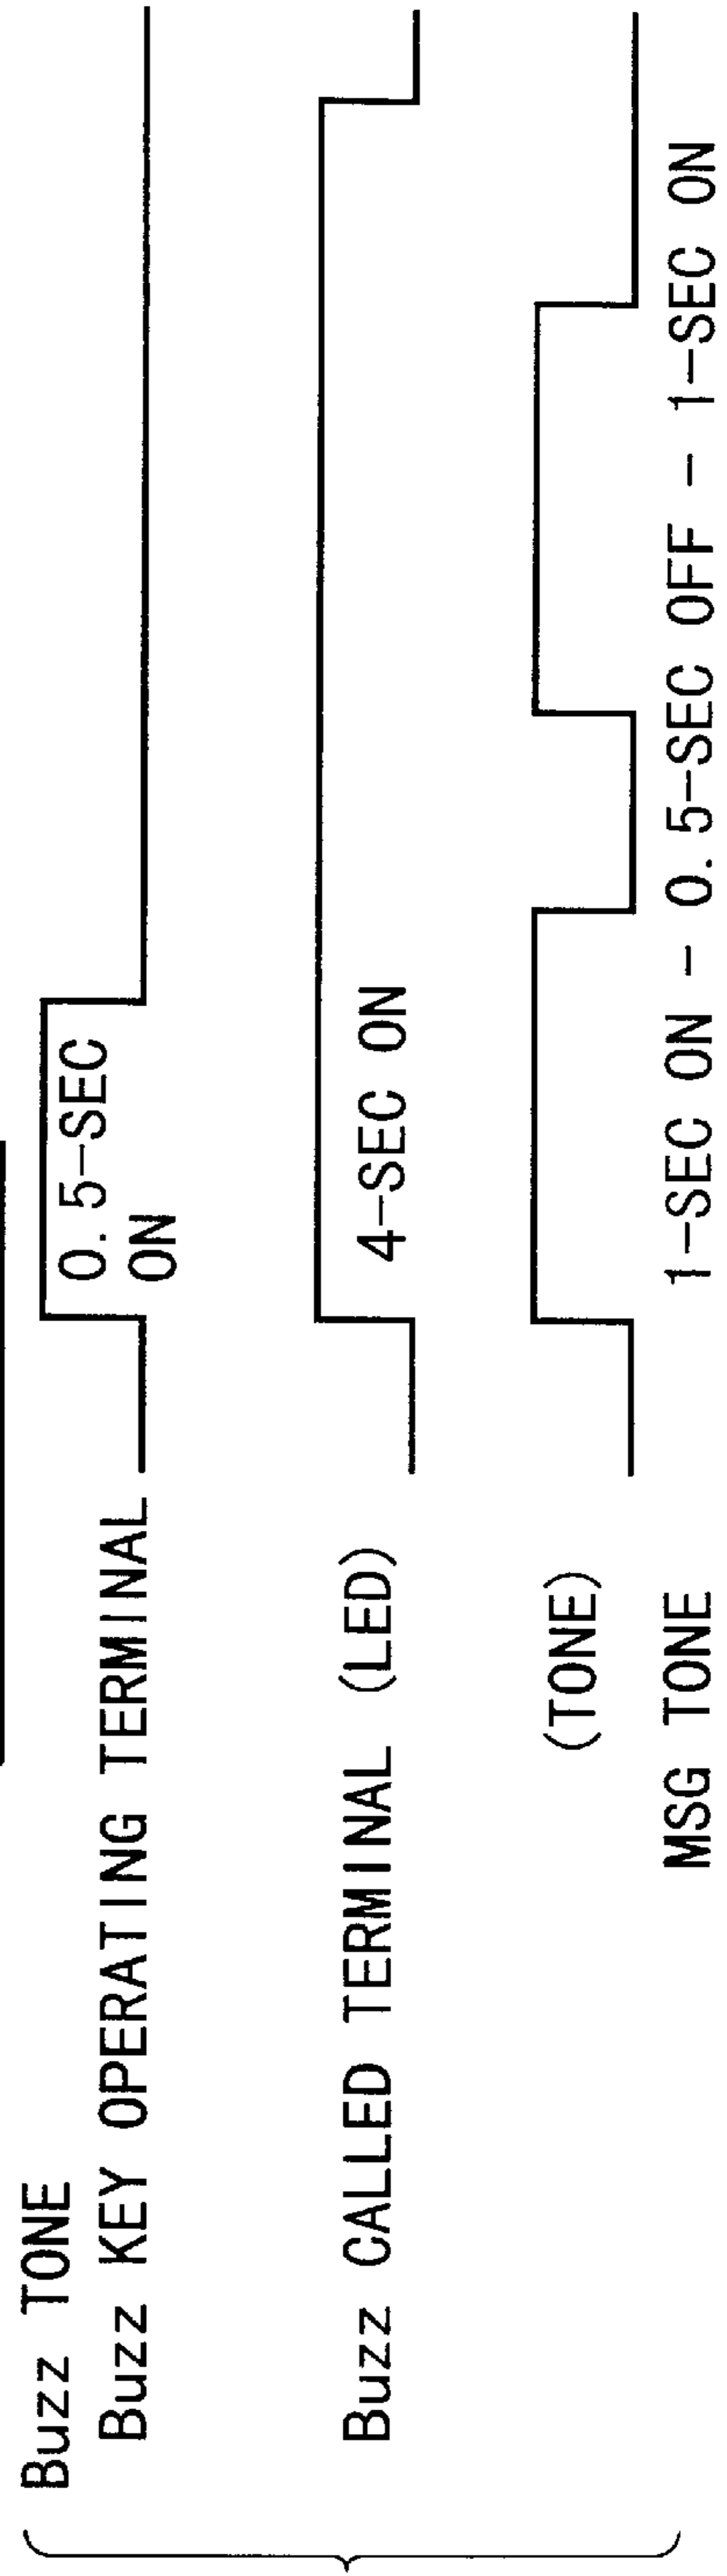 Buzz TONE
Buzz KEY OPERATING TERMINAL
0.5-SEC
ON
Buzz CALLED TERMINAL (LED)
4-SEC ON
(TONE)
MSG TONE
1-SEC ON - 0.5-SEC OFF - 1-SEC ON